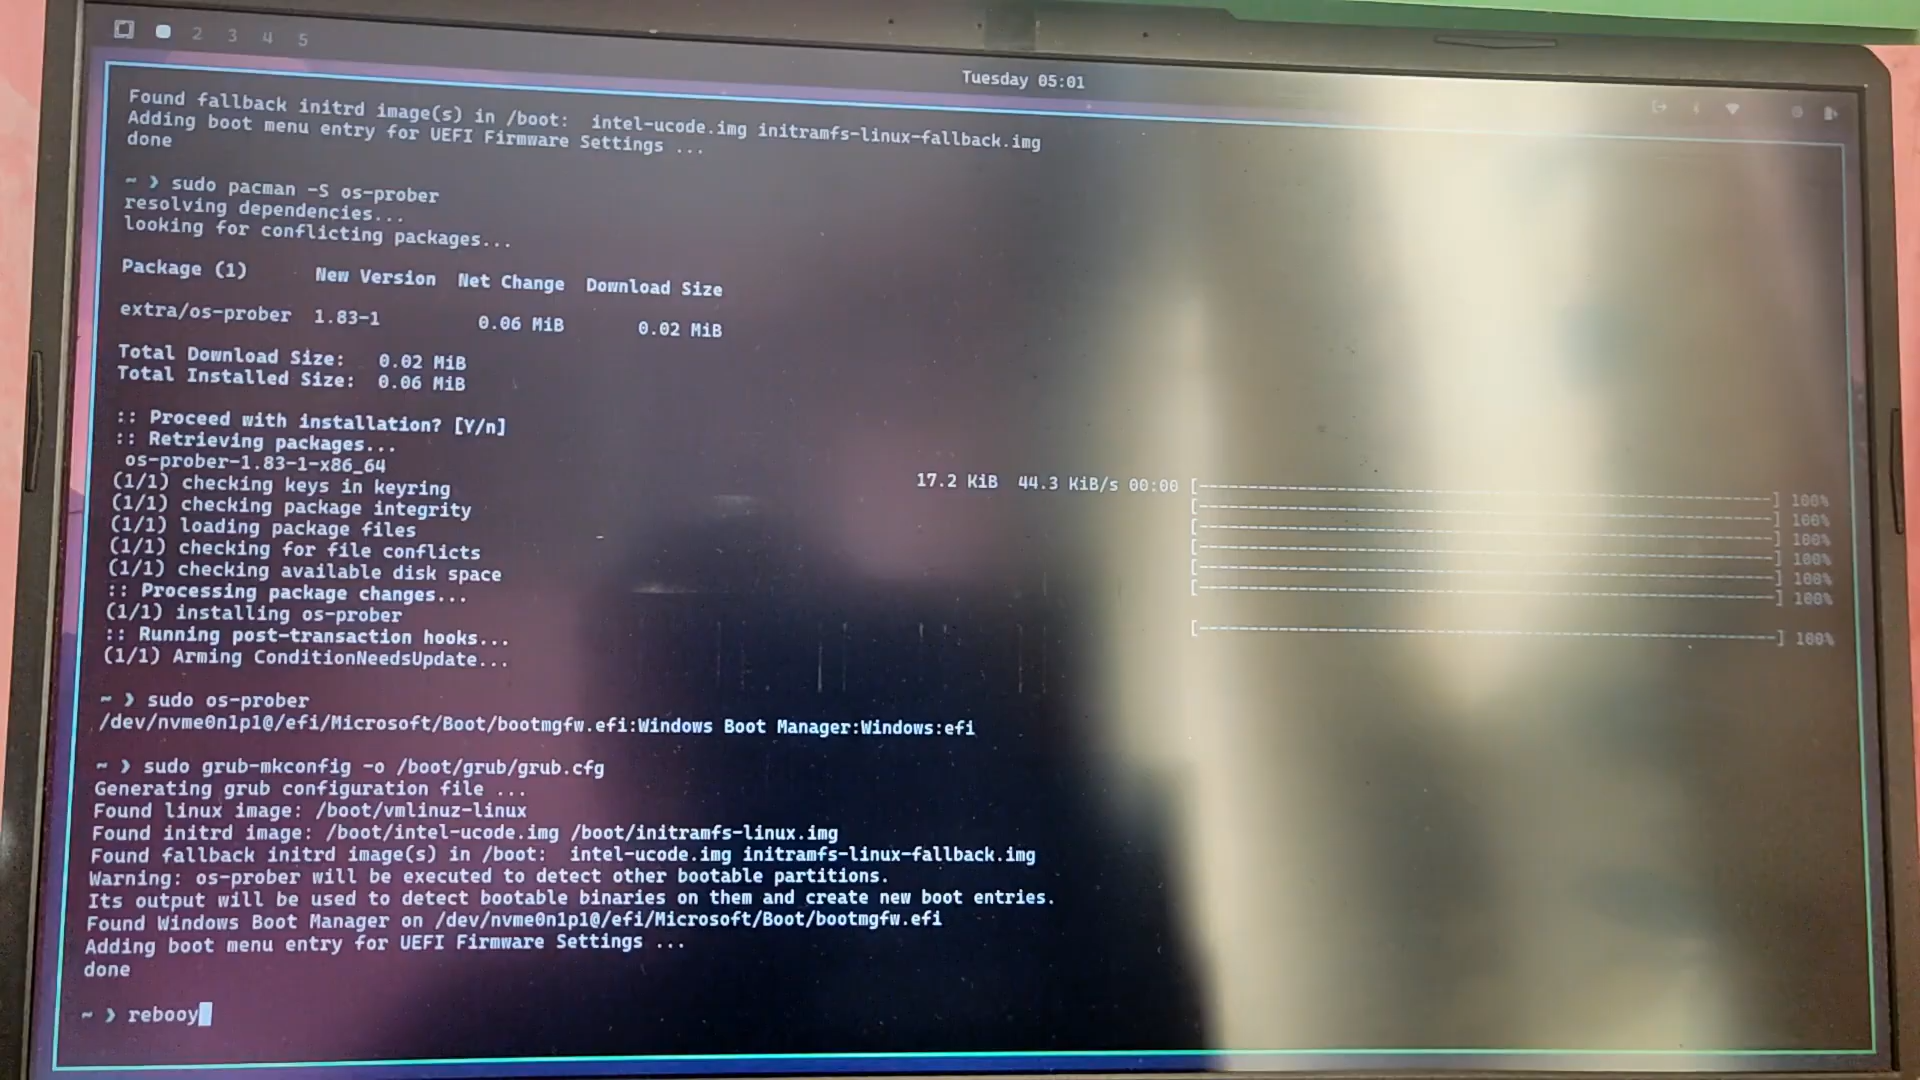 2 3 4 5
Tuesday 05:01
Found fallback initrd image(s) in /boot:  intel-ucode.img initramfs-linux-fallback.img
Adding boot menu entry for UEFI Firmware Settings ...
done
~ ❯ sudo pacman -S os-prober
resolving dependencies...
looking for conflicting packages...
Package (1)      New Version  Net Change  Download Size
extra/os-prober  1.83-1         0.06 MiB       0.02 MiB
Total Download Size:   0.02 MiB
Total Installed Size:  0.06 MiB
:: Proceed with installation? [Y/n]
:: Retrieving packages...
os-prober-1.83-1-x86_64 17.2 KiB 44.3 KiB/s 00:00 [----------] 100%
(1/1) checking keys in keyring [----------] 100%
(1/1) checking package integrity [----------] 100%
(1/1) loading package files [----------] 100%
(1/1) checking for file conflicts [----------] 100%
(1/1) checking available disk space [----------] 100%
:: Processing package changes...
(1/1) installing os-prober [----------] 100%
:: Running post-transaction hooks...
(1/1) Arming ConditionNeedsUpdate...
~ ❯ sudo os-prober
/dev/nvme0n1p1@/efi/Microsoft/Boot/bootmgfw.efi:Windows Boot Manager:Windows:efi
~ ❯ sudo grub-mkconfig -o /boot/grub/grub.cfg
Generating grub configuration file ...
Found linux image: /boot/vmlinuz-linux
Found initrd image: /boot/intel-ucode.img /boot/initramfs-linux.img
Found fallback initrd image(s) in /boot:  intel-ucode.img initramfs-linux-fallback.img
Warning: os-prober will be executed to detect other bootable partitions.
Its output will be used to detect bootable binaries on them and create new boot entries.
Found Windows Boot Manager on /dev/nvme0n1p1@/efi/Microsoft/Boot/bootmgfw.efi
Adding boot menu entry for UEFI Firmware Settings ...
done
~ ❯ rebooy